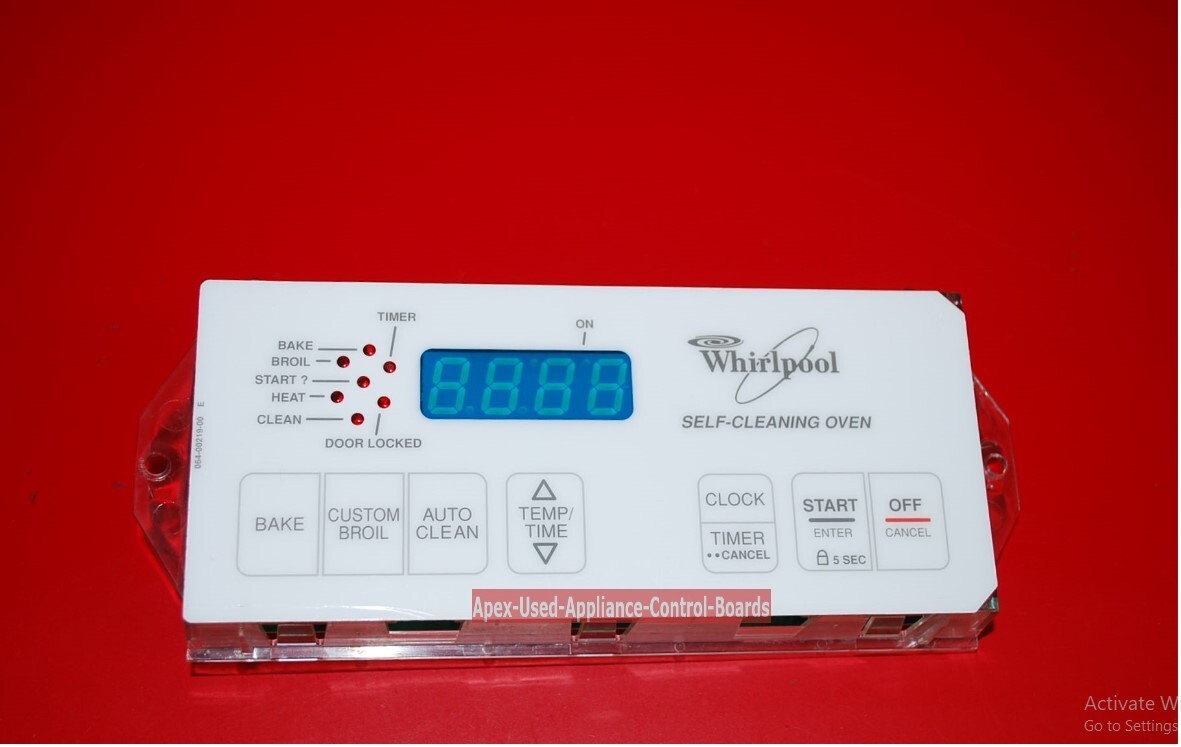 TIMER
ON
BAKE
BROIL
START ?
HEAT
CLEAN
DOOR LOCKED
8888
Whirlpool
SELF-CLEANING OVEN
064-00219-00 E
BAKE
CUSTOM
BROIL
AUTO
CLEAN
TEMP/
TIME
CLOCK
TIMER
••CANCEL
START
ENTER
5 SEC
OFF
CANCEL
Apex-Used-Appliance-Control-Boards
Activate W
Go to Settings